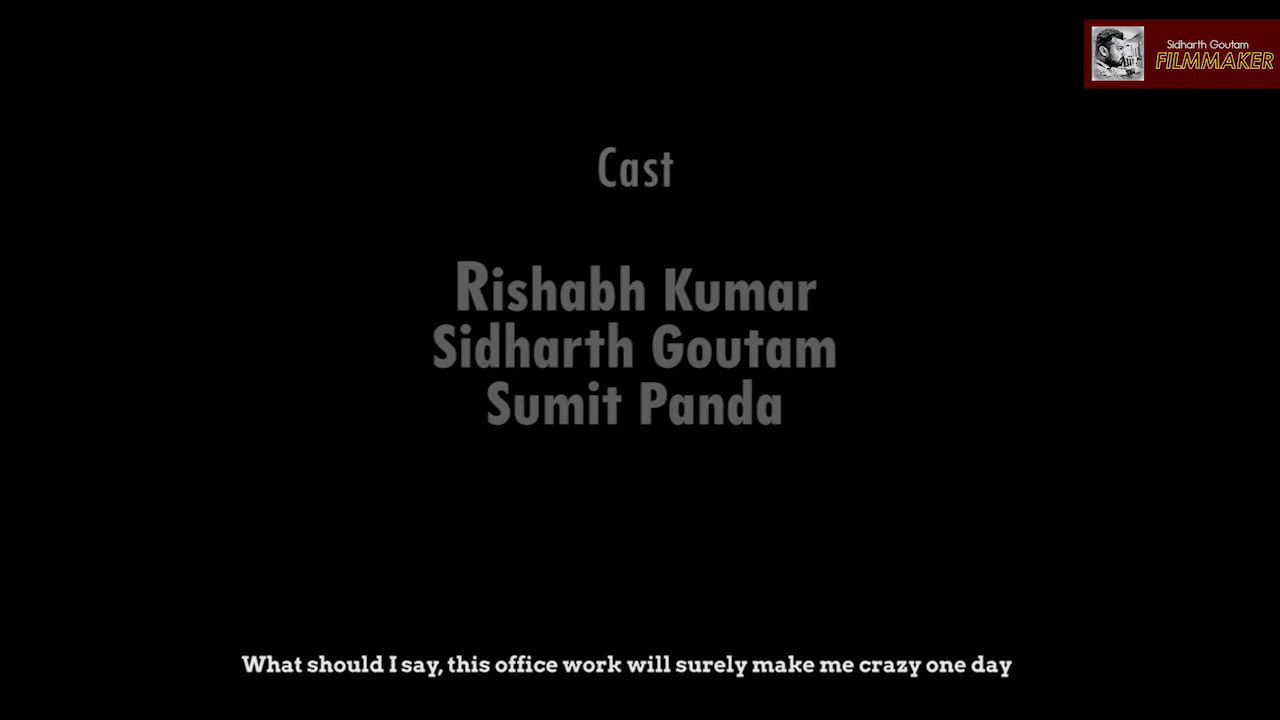 Sidharth Goutam
FILMMAKER
Cast
Rishabh Kumar
Sidharth Goutam
Sumit Panda
What should I say, this office work will surely make me crazy one day